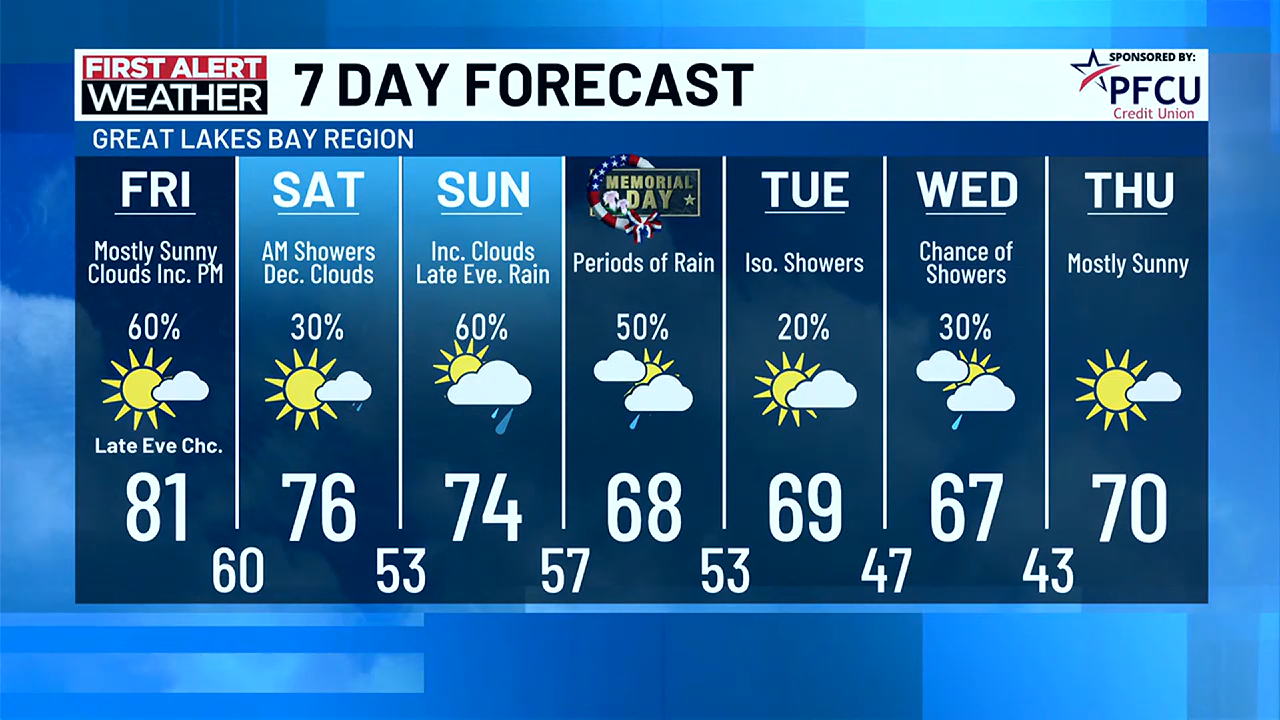 FIRST ALERT
WEATHER
7 DAY FORECAST
SPONSORED BY:
PFCU
Credit Union
GREAT LAKES BAY REGION
FRI
Mostly Sunny
Clouds Inc. PM
60%
Late Eve Chc.
81
SAT
AM Showers
Dec. Clouds
30%
76
SUN
Inc. Clouds
Late Eve. Rain
60%
74
MEMORIAL
DAY
Periods of Rain
50%
68
TUE
Iso. Showers
20%
69
WED
Chance of
Showers
30%
67
THU
Mostly Sunny
70
60
53
57
53
47
43